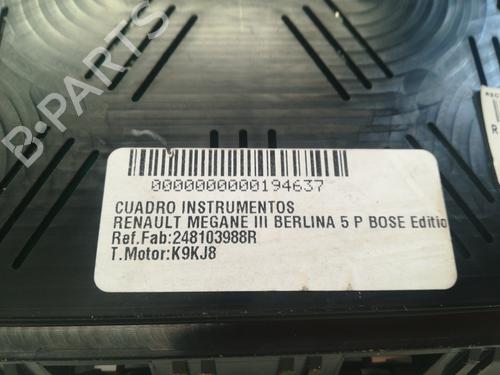 B-PARTS
0000000000194637
CUADRO INSTRUMENTOS
RENAULT MEGANE III BERLINA 5 P BOSE Editio
Ref.Fab:248103988R
T.Motor:K9KJ8